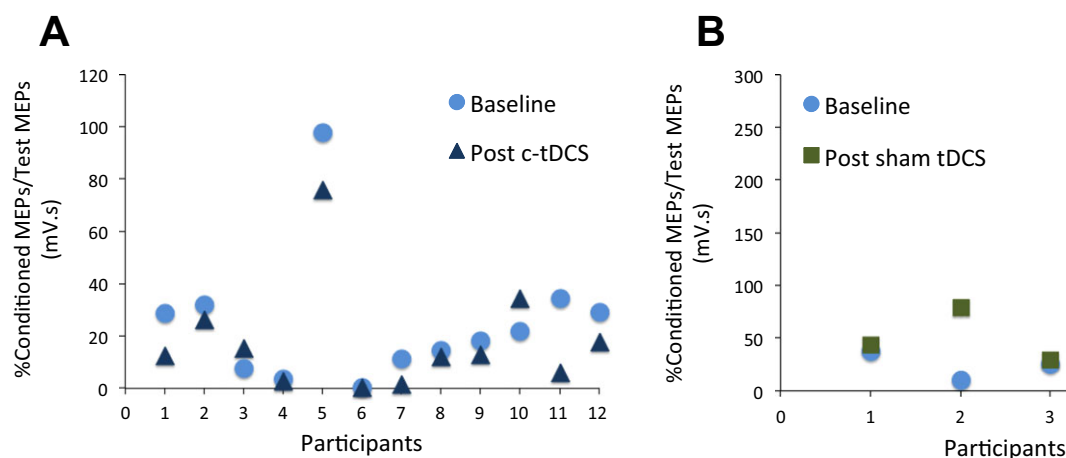 A
%Conditioned MEPs/Test MEPs
(mV.s)
120
100
80
60
40
20
0
Baseline
Post c-tDCS
0 1 2 3 4 5 6 7 8 9 10 11 12
Participants
B
%Conditioned MEPs/Test MEPs
(mV.s)
300
250
200
150
100
50
0
Baseline
Post sham tDCS
0 1 2 3
Participants